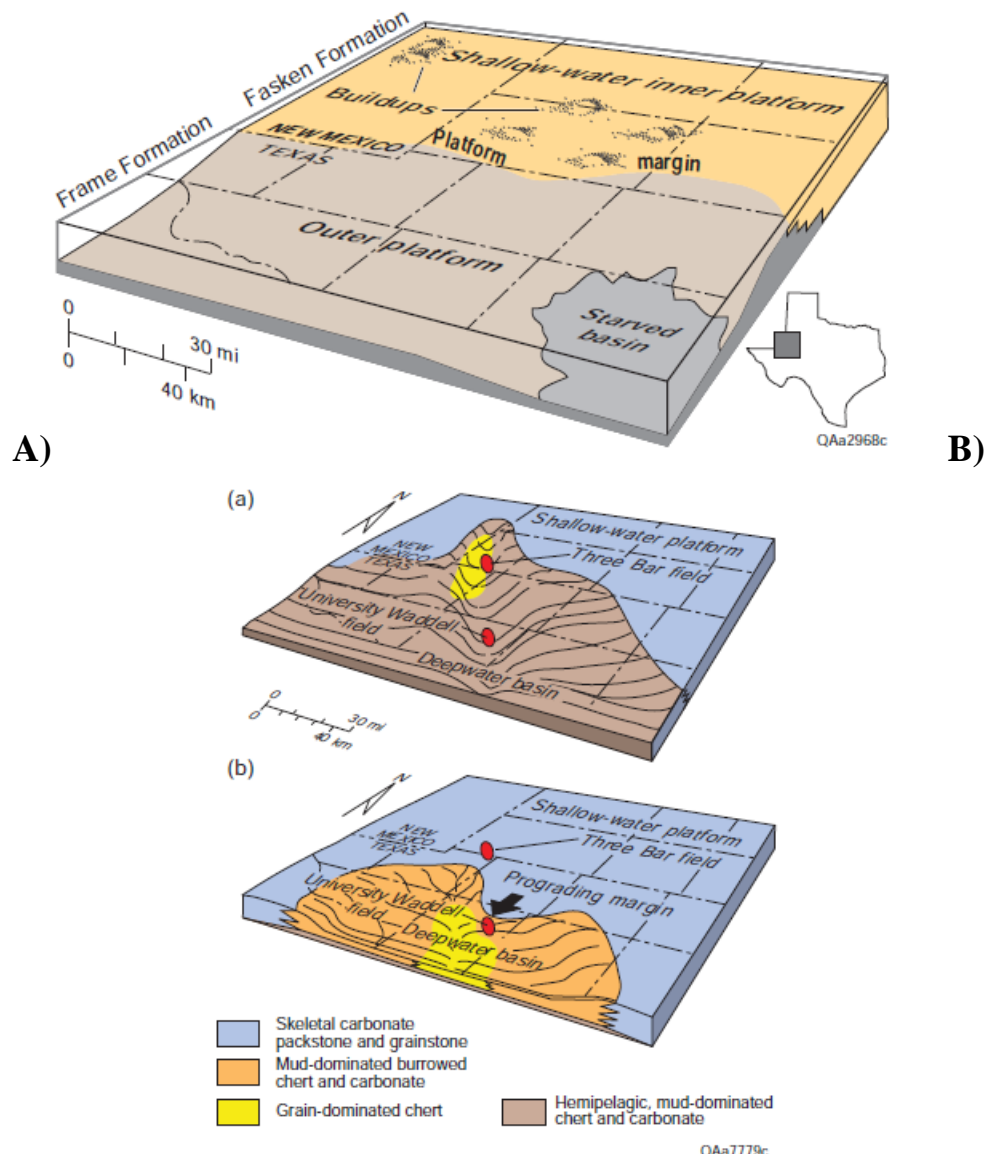 Fasken Formation
Frame Formation
Shallow-water inner platform
Buildups
NEW MEXICO
TEXAS
Platform
margin
Outer platform
Starved
basin
0
30 mi
0
40 km
QAa2968c
A)
B)
(a)
N
Shallow-water platform
NEW
MEXICO
TEXAS
Three Bar field
University Waddell
field
Deepwater basin
0
30 mi
0
40 km
(b)
N
Shallow-water platform
NEW
MEXICO
TEXAS
Three Bar field
Prograding margin
University Waddell
field
Deepwater basin
Skeletal carbonate
packstone and grainstone
Mud-dominated burrowed
chert and carbonate
Grain-dominated chert
Hemipelagic, mud-dominated
chert and carbonate
QAa7779c